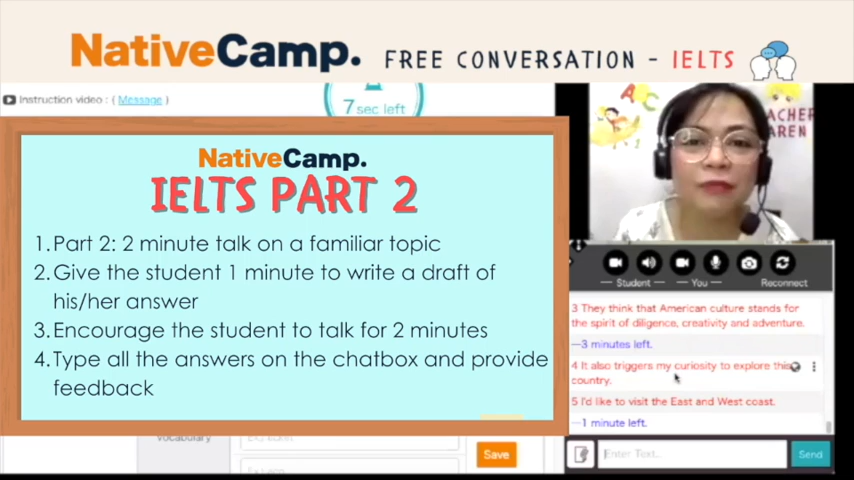 NativeCamp. FREE CONVERSATION - IELTS
Instruction video : ( Message )
7 sec left
NativeCamp.
IELTS PART 2
1. Part 2: 2 minute talk on a familiar topic
2. Give the student 1 minute to write a draft of
his/her answer
3. Encourage the student to talk for 2 minutes
4. Type all the answers on the chatbox and provide
feedback
Vocabulary
Save
ABC
EACHER
AREN
Student
You
Reconnect
3 They think that American culture stands for
the spirit of diligence, creativity and adventure.
--3 minutes left.
4 It also triggers my curiosity to explore this
country.
5 I'd like to visit the East and West coast.
--1 minute left.
Enter Text..
Send